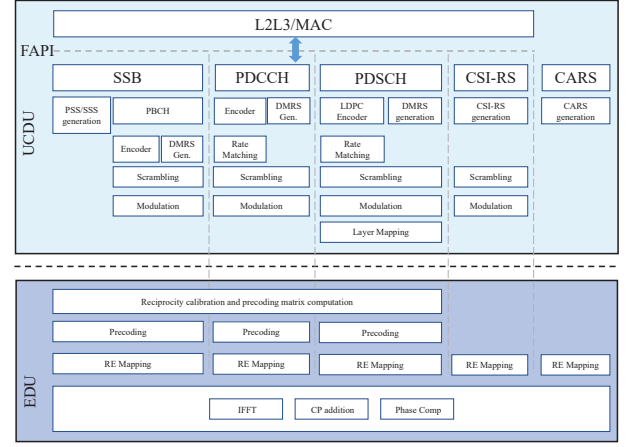 L2L3/MAC
FAPI
UCDU
SSB
PDCCH
PDSCH
CSI-RS
CARS
PSS/SSS
generation
PBCH
Encoder
DMRS
Gen.
LDPC
Encoder
DMRS
generation
CSI-RS
generation
CARS
generation
Encoder
DMRS
Gen.
Rate
Matching
Rate
Matching
Scrambling
Scrambling
Scrambling
Scrambling
Modulation
Modulation
Modulation
Modulation
Layer Mapping
EDU
Reciprocity calibration and precoding matrix computation
Precoding
Precoding
Precoding
RE Mapping
RE Mapping
RE Mapping
RE Mapping
RE Mapping
IFFT
CP addition
Phase Comp